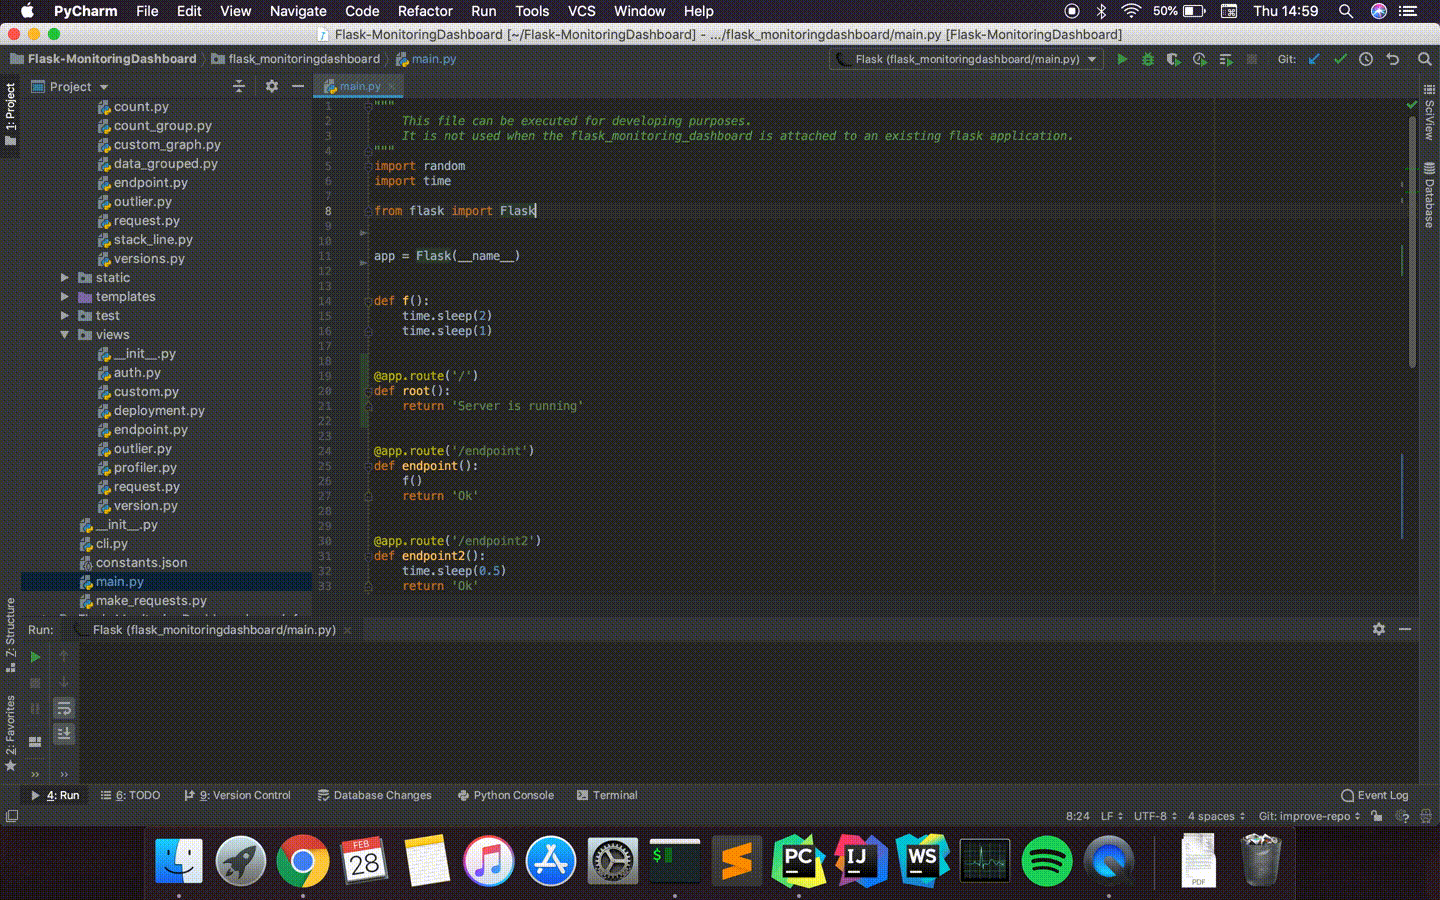 PyCharm File Edit View Navigate Code Refactor Run Tools VCS Window Help 50% Thu 14:59
Flask-MonitoringDashboard [~/Flask-MonitoringDashboard] - .../flask_monitoringdashboard/main.py [Flask-MonitoringDashboard]
Flask-MonitoringDashboard flask_monitoringdashboard main.py Flask (flask_monitoringdashboard/main.py) Git:
1: Project
Project
count.py
count_group.py
custom_graph.py
data_grouped.py
endpoint.py
outlier.py
request.py
stack_line.py
versions.py
static
templates
test
views
__init__.py
auth.py
custom.py
deployment.py
endpoint.py
outlier.py
profiler.py
request.py
version.py
__init__.py
cli.py
constants.json
main.py
make_requests.py
main.py
1 """
2 This file can be executed for developing purposes.
3 It is not used when the flask_monitoring_dashboard is attached to an existing flask application.
4 """
5 import random
6 import time
7
8 from flask import Flask
9
10
11 app = Flask(__name__)
12
13
14 def f():
15 time.sleep(2)
16 time.sleep(1)
17
18
19 @app.route('/')
20 def root():
21 return 'Server is running'
22
23
24 @app.route('/endpoint')
25 def endpoint():
26 f()
27 return 'Ok'
28
29
30 @app.route('/endpoint2')
31 def endpoint2():
32 time.sleep(0.5)
33 return 'Ok'
SciView
Database
7: Structure
2: Favorites
Run: Flask (flask_monitoringdashboard/main.py)
4: Run 6: TODO 9: Version Control Database Changes Python Console Terminal Event Log
8:24 LF UTF-8 4 spaces Git: improve-repo
FEB
28
$
PC
IJ
WS
PDF